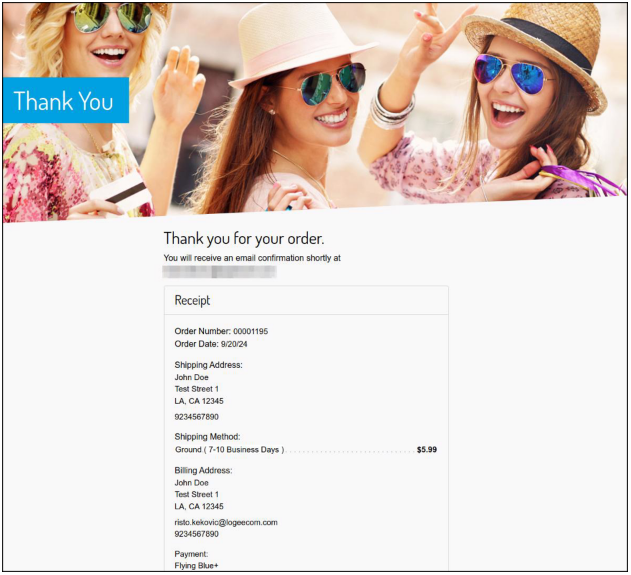 Thank You
Thank you for your order.
You will receive an email confirmation shortly at
Receipt
Order Number: 00001195
Order Date: 9/20/24
Shipping Address:
John Doe
Test Street 1
LA, CA 12345
9234567890
Shipping Method:
Ground ( 7-10 Business Days ) $5.99
Billing Address:
John Doe
Test Street 1
LA, CA 12345
risto.kekovic@logeecom.com
9234567890
Payment:
Flying Blue+